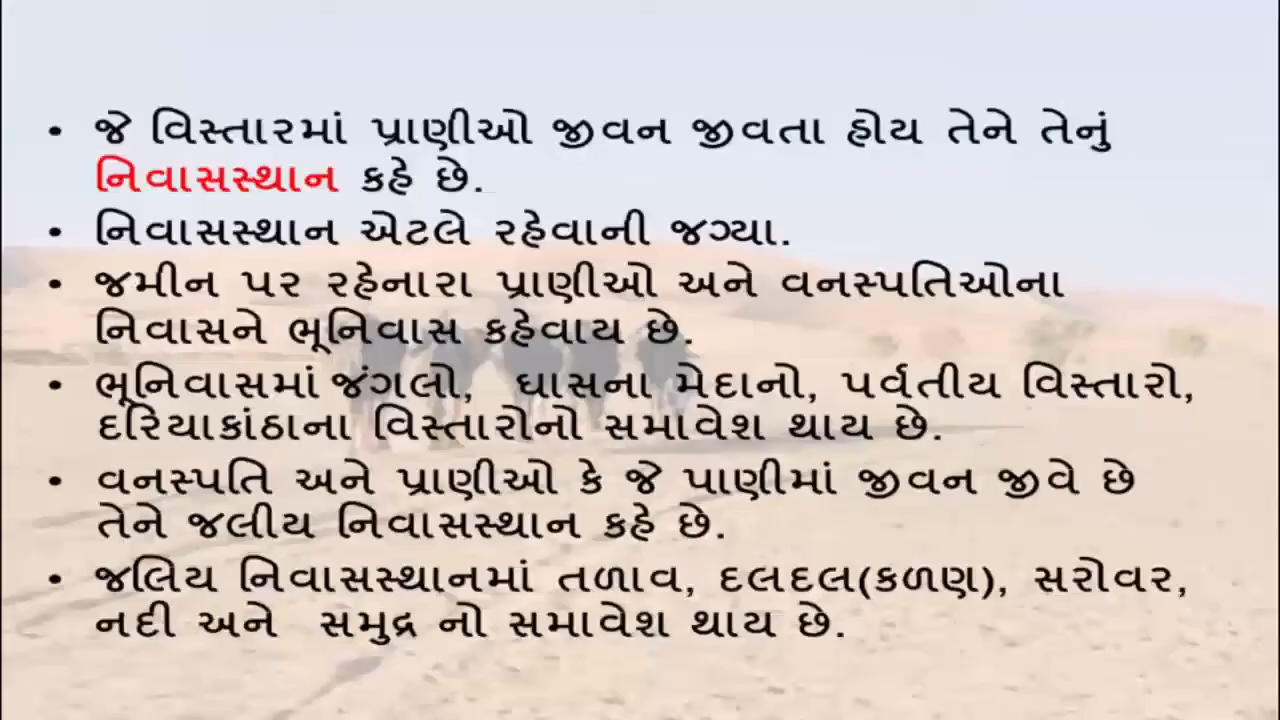 • જે વિસ્તારમાં પ્રાણીઓ જીવન જીવતા હોય તેને તેનું
નિવાસસ્થાન કહે છે.
• નિવાસસ્થાન એટલે રહેવાની જગ્યા.
• જમીન પર રહેનારા પ્રાણીઓ અને વનસ્પતિઓના
નિવાસને ભૂનિવાસ કહેવાય છે.
• ભૂનિવાસમાં જંગલો, ઘાસના મેદાનો, પર્વતીય વિસ્તારો,
દરિયાકાંઠાના વિસ્તારોનો સમાવેશ થાય છે.
• વનસ્પતિ અને પ્રાણીઓ કે જે પાણીમાં જીવન જીવે છે
તેને જલીય નિવાસસ્થાન કહે છે.
• જલિય નિવાસસ્થાનમાં તળાવ, દલદલ(કળણ), સરોવર,
નદી અને સમુદ્ર નો સમાવેશ થાય છે.